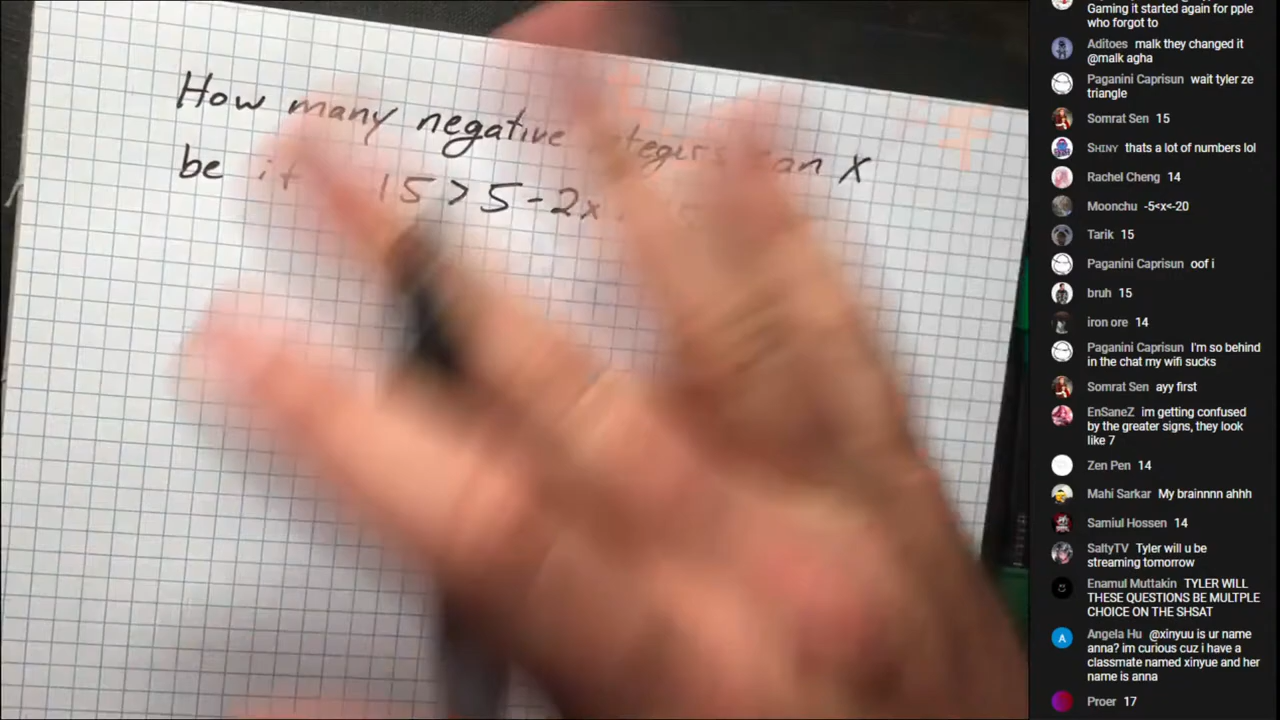 How many negative integers can X
be if 15 > 5 - 2x
Gaming it started again for pple
who forgot to
Aditoes malk they changed it
@malk agha
Paganini Caprisun wait tyler ze
triangle
Somrat Sen 15
SHINY thats a lot of numbers lol
Rachel Cheng 14
Moonchu -5<x<-20
Tarik 15
Paganini Caprisun oof i
bruh 15
iron ore 14
Paganini Caprisun I'm so behind
in the chat my wifi sucks
Somrat Sen ayy first
EnSaneZ im getting confused
by the greater signs, they look
like 7
Zen Pen 14
Mahi Sarkar My brainnnn ahhh
Samiul Hossen 14
SaltyTV Tyler will u be
streaming tomorrow
Enamul Muttakin TYLER WILL
THESE QUESTIONS BE MULTPLE
CHOICE ON THE SHSAT
A
Angela Hu @xinyuu is ur name
anna? im curious cuz i have a
classmate named xinyue and her
name is anna
Proer 17